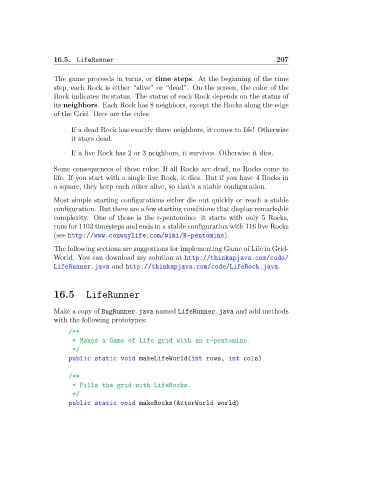 16.5. LifeRunner 207
The game proceeds in turns, or time steps. At the beginning of the time
step, each Rock is either “alive” or “dead”. On the screen, the color of the
Rock indicates its status. The status of each Rock depends on the status of
its neighbors. Each Rock has 8 neighbors, except the Rocks along the edge
of the Grid. Here are the rules:
If a dead Rock has exactly three neighbors, it comes to life! Otherwise
it stays dead.
If a live Rock has 2 or 3 neighbors, it survives. Otherwise it dies.
Some consequences of these rules: If all Rocks are dead, no Rocks come to
life. If you start with a single live Rock, it dies. But if you have 4 Rocks in
a square, they keep each other alive, so that’s a stable configuration.
Most simple starting configurations either die out quickly or reach a stable
configuration. But there are a few starting conditions that display remarkable
complexity. One of those is the r-pentomino: it starts with only 5 Rocks,
runs for 1103 timesteps and ends in a stable configuration with 116 live Rocks
(see http://www.conwaylife.com/wiki/R-pentomino).
The following sections are suggestions for implementing Game of Life in Grid-
World. You can download my solution at http://thinkapjava.com/code/
LifeRunner.java and http://thinkapjava.com/code/LifeRock.java.
16.5 LifeRunner
Make a copy of BugRunner.java named LifeRunner.java and add methods
with the following prototypes:
/**
* Makes a Game of Life grid with an r-pentomino.
*/
public static void makeLifeWorld(int rows, int cols)
/**
* Fills the grid with LifeRocks.
*/
public static void makeRocks(ActorWorld world)